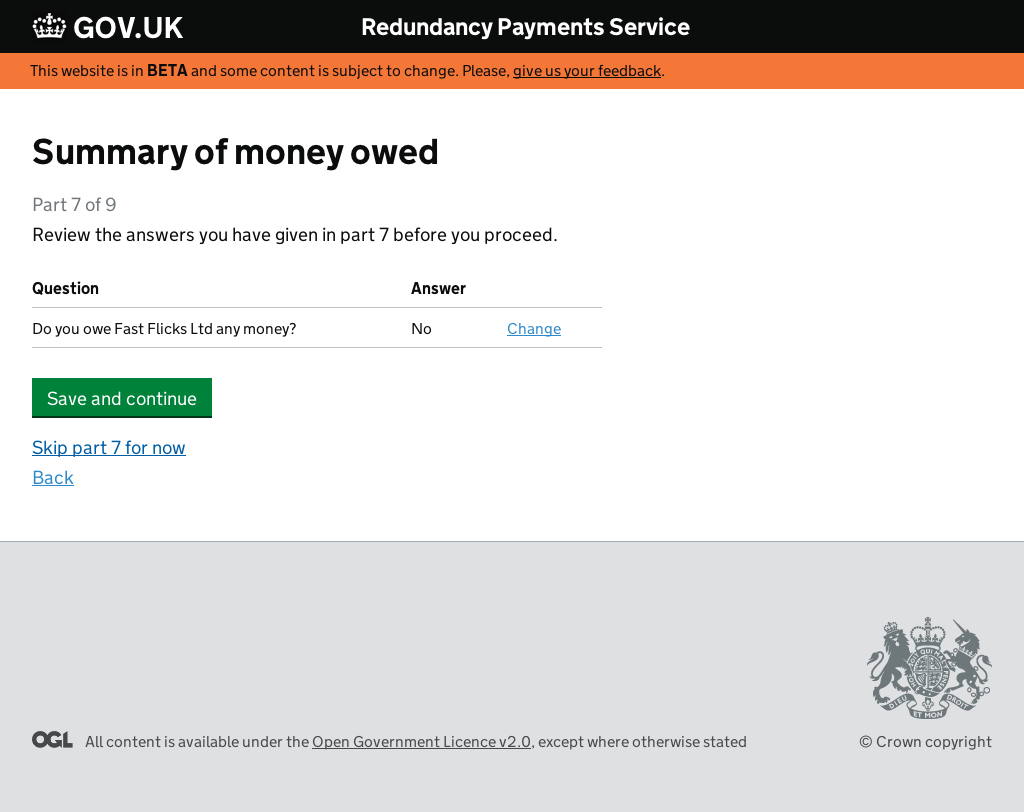 GOV.UK Redundancy Payments Service
This website is in BETA and some content is subject to change. Please, give us your feedback.
Summary of money owed
Part 7 of 9
Review the answers you have given in part 7 before you proceed.
Question Answer
Do you owe Fast Flicks Ltd any money? No Change
Save and continue
Skip part 7 for now
Back
DIEU ET MON DROIT
OGL All content is available under the Open Government Licence v2.0, except where otherwise stated © Crown copyright